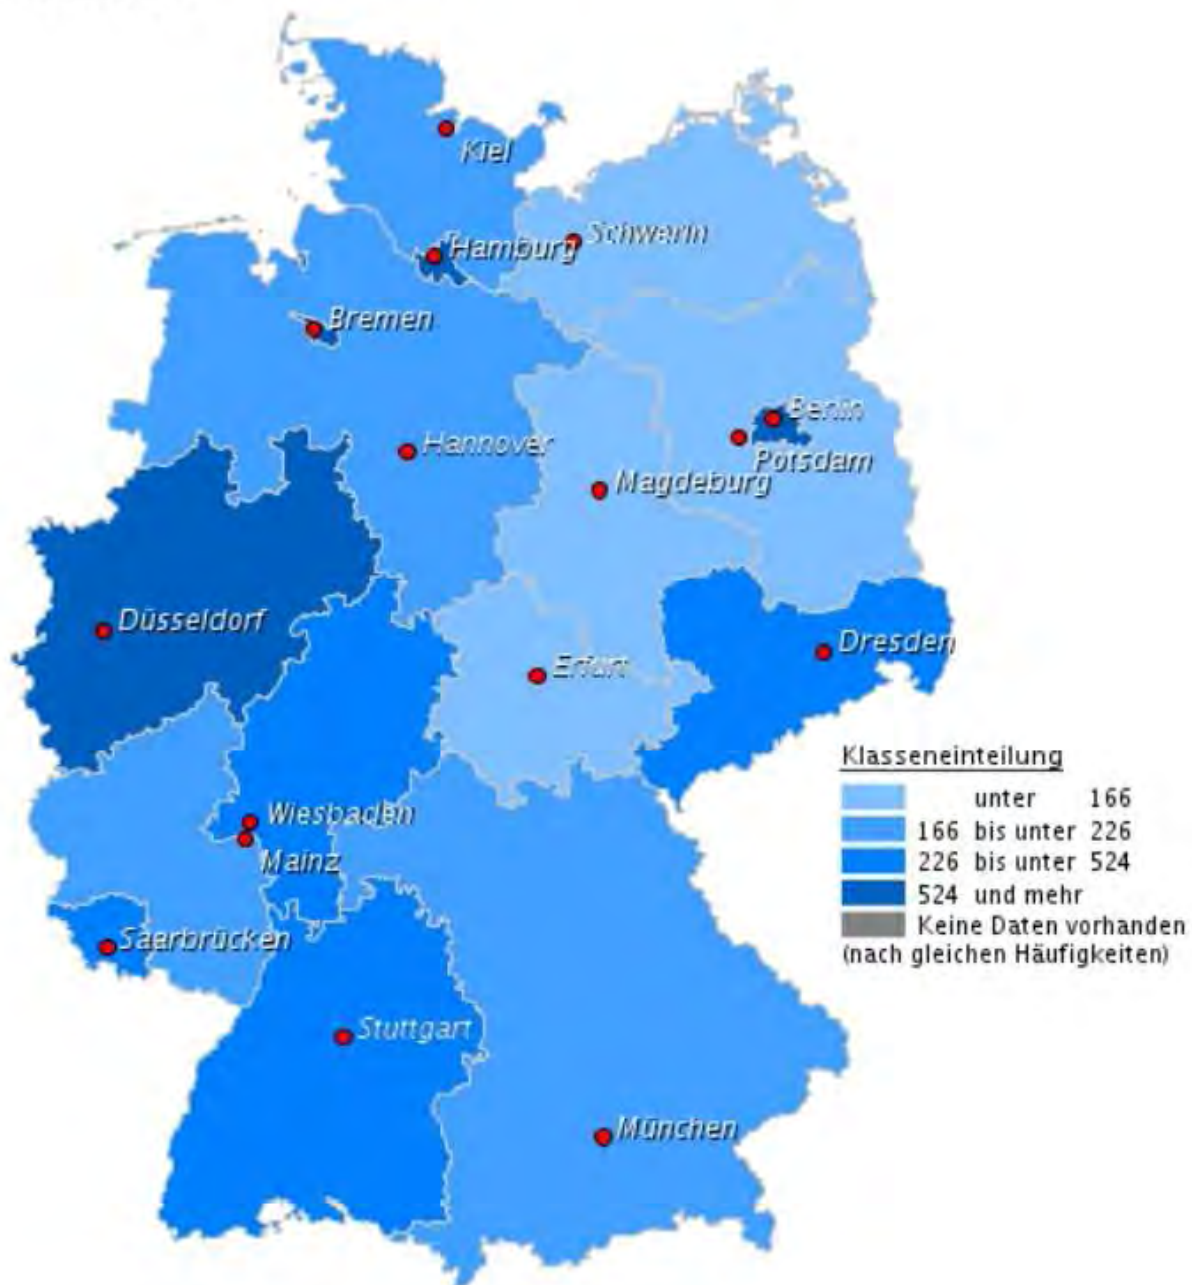 Kiel
Schwerin
Hamburg
Bremen
Berlin
Hannover
Potsdam
Magdeburg
Düsseldorf
Dresden
Erfurt
Klasseneinteilung
unter 166
166 bis unter 226
226 bis unter 524
524 und mehr
Keine Daten vorhanden
(nach gleichen Häufigkeiten)
Wiesbaden
Mainz
Saarbrücken
Stuttgart
München